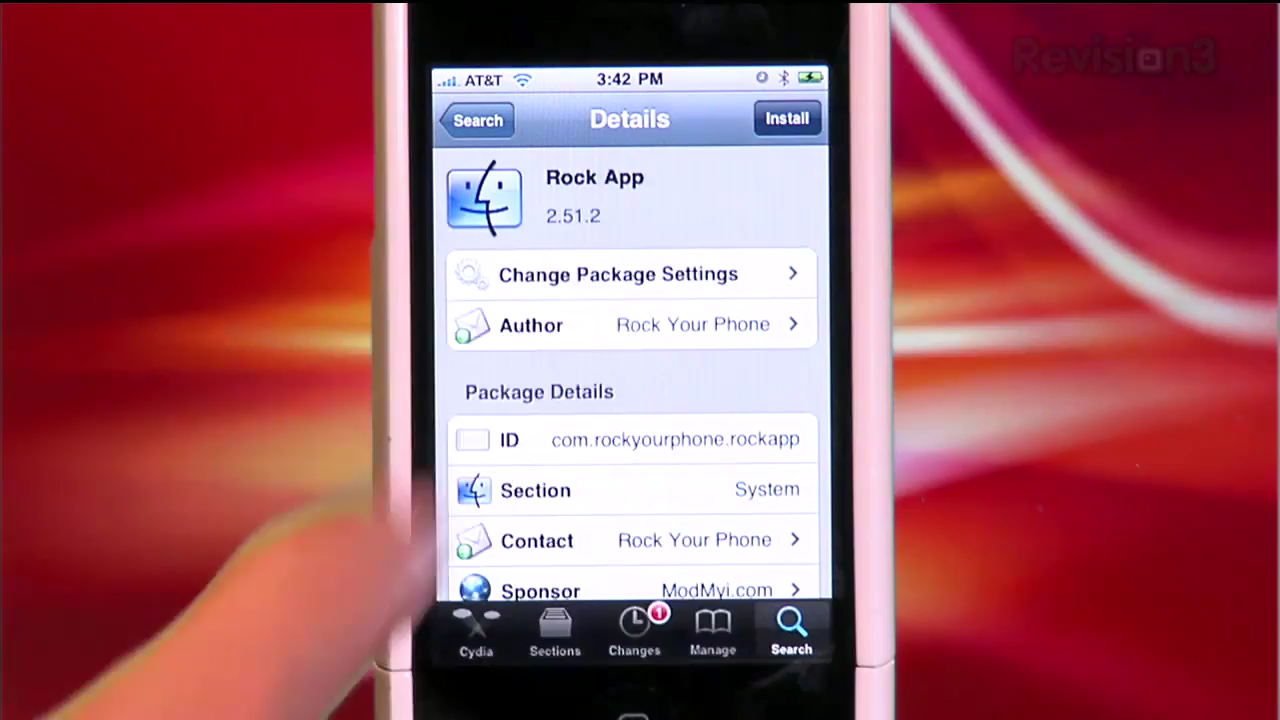 Revision3
AT&T 3:42 PM
Search Details Install
Rock App
2.51.2
Change Package Settings
Author Rock Your Phone
Package Details
ID com.rockyourphone.rockapp
Section System
Contact Rock Your Phone
Sponsor ModMyi.com
1
Cydia Sections Changes Manage Search